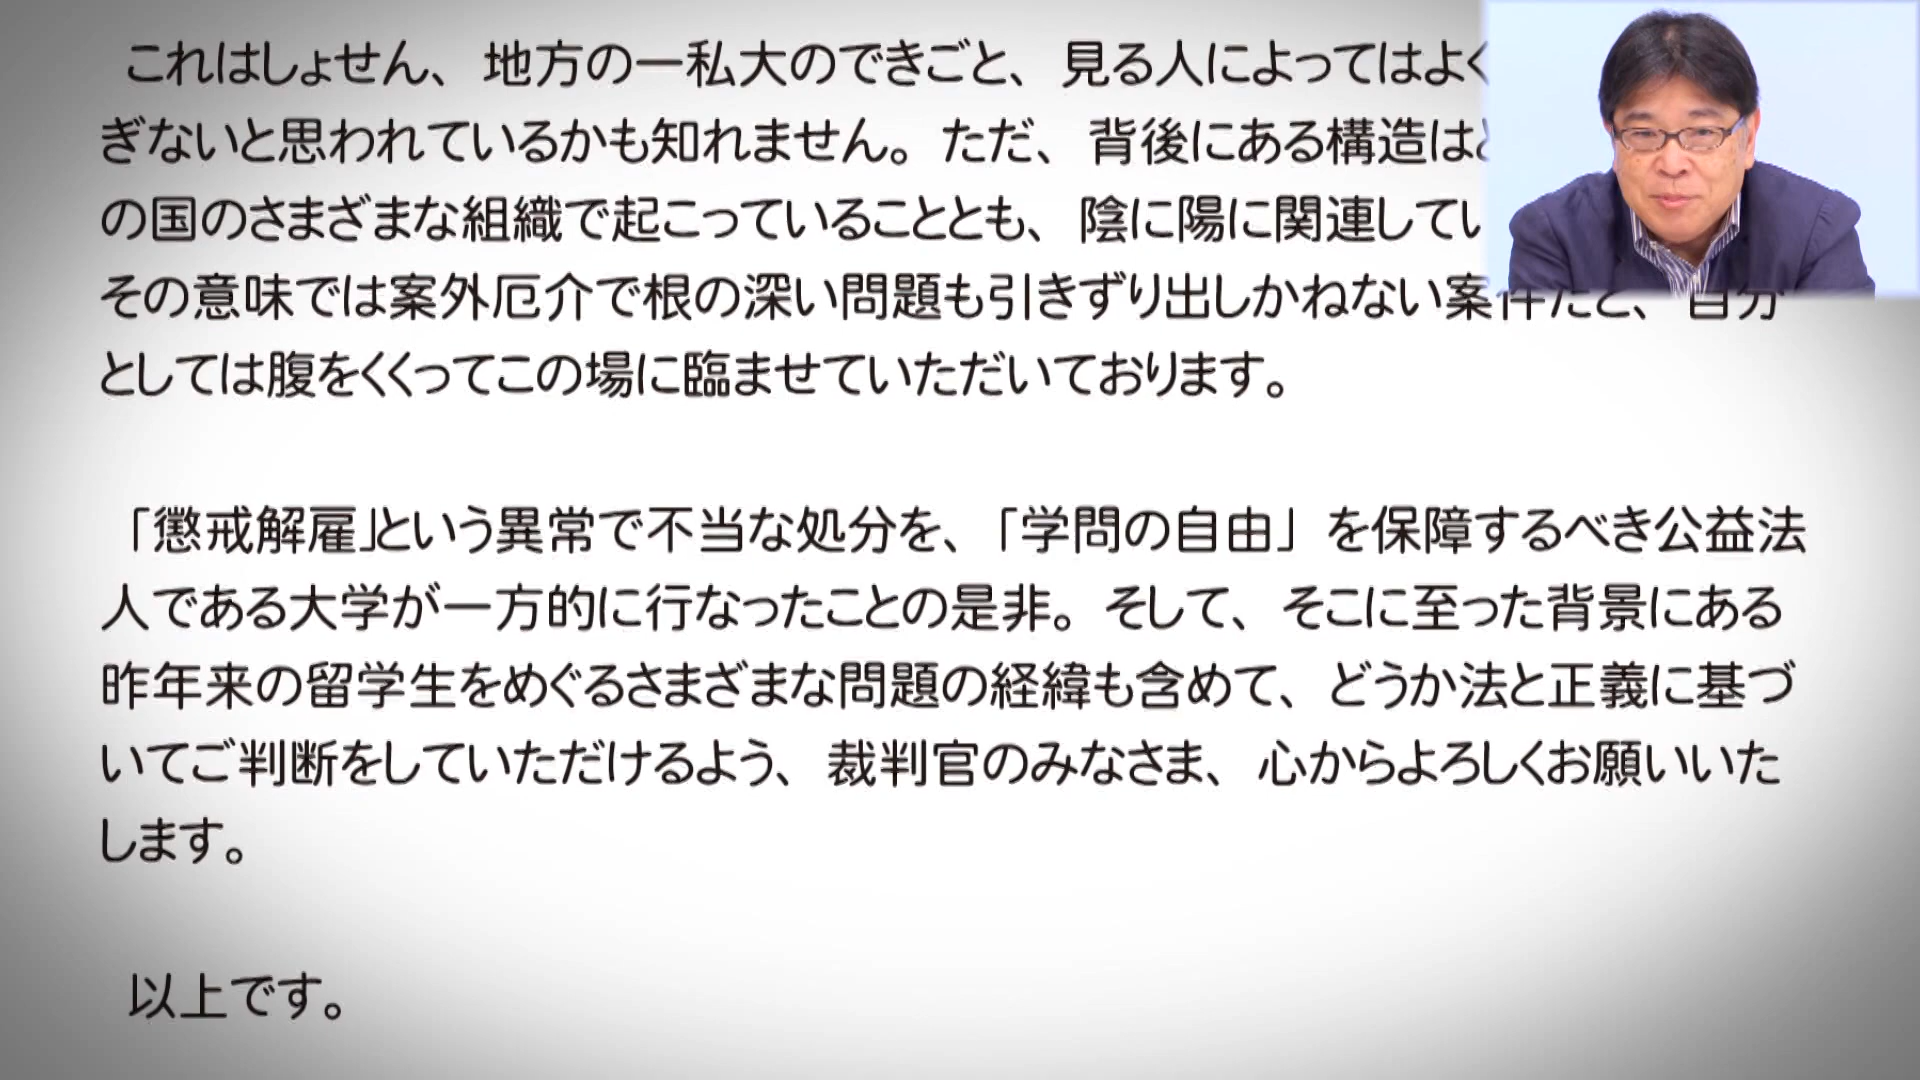 これはしょせん、地方の一私大のできごと、見る人によってはよく
ぎないと思われているかも知れません。ただ、背後にある構造は
の国のさまざまな組織で起こっていることとも、陰に陽に関連してい
その意味では案外厄介で根の深い問題も引きずり出しかねない案件だと、自分
としては腹をくくってこの場に臨ませていただいております。
「懲戒解雇」という異常で不当な処分を、「学問の自由」を保障するべき公益法
人である大学が一方的に行なったことの是非。そして、そこに至った背景にある
昨年来の留学生をめぐるさまざまな問題の経緯も含めて、どうか法と正義に基づ
いてご判断をしていただけるよう、裁判官のみなさま、心からよろしくお願いいた
します。
以上です。